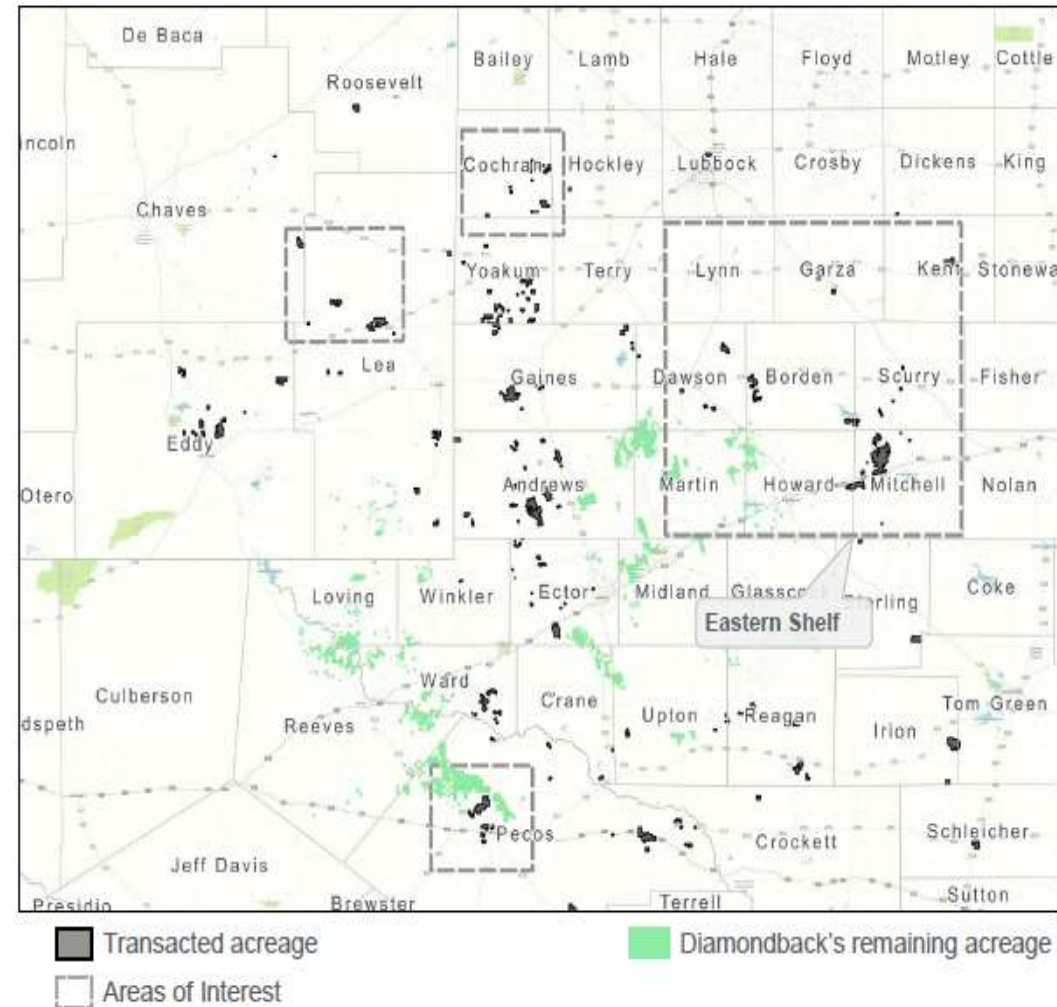 De Baca
Bailey Lamb Hale Floyd Motley Cottle
Roosevelt
ncoln
Cochran Hockley Lubbock Crosby Dickens King
Chaves
Yoakum Terry Lynn Garza Kent Stonewa
Lea Gaines Dawson Borden Scurry Fisher
Eddy
Otero Andrews Martin Howard Mitchell Nolan
Loving Winkler Ector Midland Glasscock Sterling Coke
Eastern Shelf
Culberson Ward Crane Tom Green
dspeth Reeves Upton Reagan Irion
Pecos
Jeff Davis Crockett Schleicher
Presidio Brewster Terrell Sutton
Transacted acreage Diamondback's remaining acreage
Areas of Interest